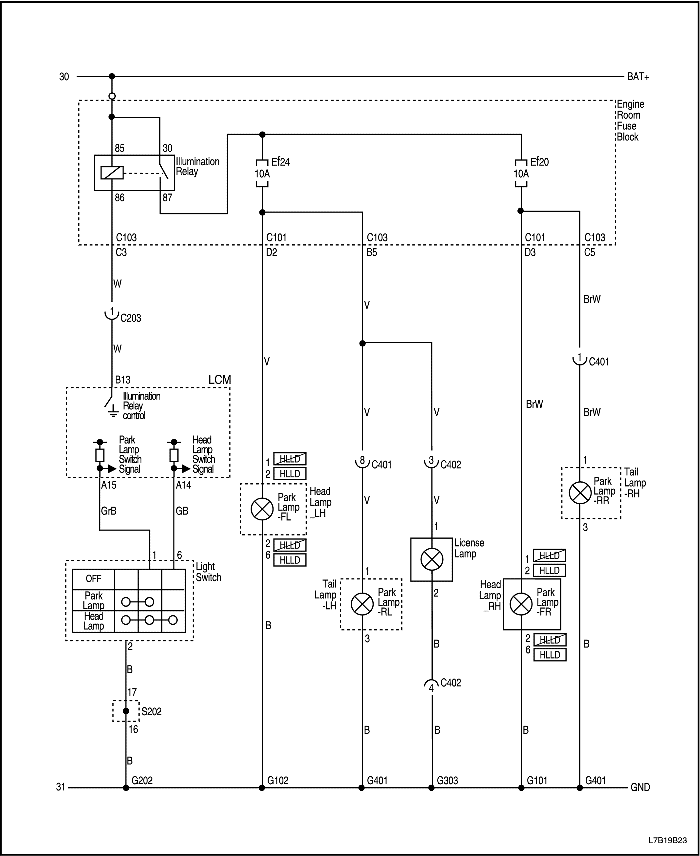 30
BAT+
Engine
Room
Fuse
Block
85
30
Illumination
Relay
86
87
Ef24
10A
Ef20
10A
C103
C101
C103
C101
C103
C3
D2
B5
D3
C5
W
V
BrW
1
C203
W
V
1
C401
B13
LCM
Illumination
Relay
control
V
V
BrW
BrW
Park
Lamp
Switch
Signal
Head
Lamp
Switch
Signal
A15
A14
GrB
GB
1
HLLD
2
HLLD
Park
Lamp
-FL
Head
Lamp
_LH
2
HLLD
6
HLLD
8
C401
3
C402
V
V
1
Park
Lamp
-RR
Tail
Lamp
-RH
3
1
License
Lamp
2
1
6
Light
Switch
OFF
Park
Lamp
Head
Lamp
2
1
Tail
Lamp
-LH
Park
Lamp
-RL
3
1
HLLD
2
HLLD
Head
Lamp
_RH
Park
Lamp
-FR
2
HLLD
6
HLLD
B
B
B
B
17
S202
16
4
C402
B
B
B
B
31
G202
G102
G401
G303
G101
G401
GND
L7B19B23